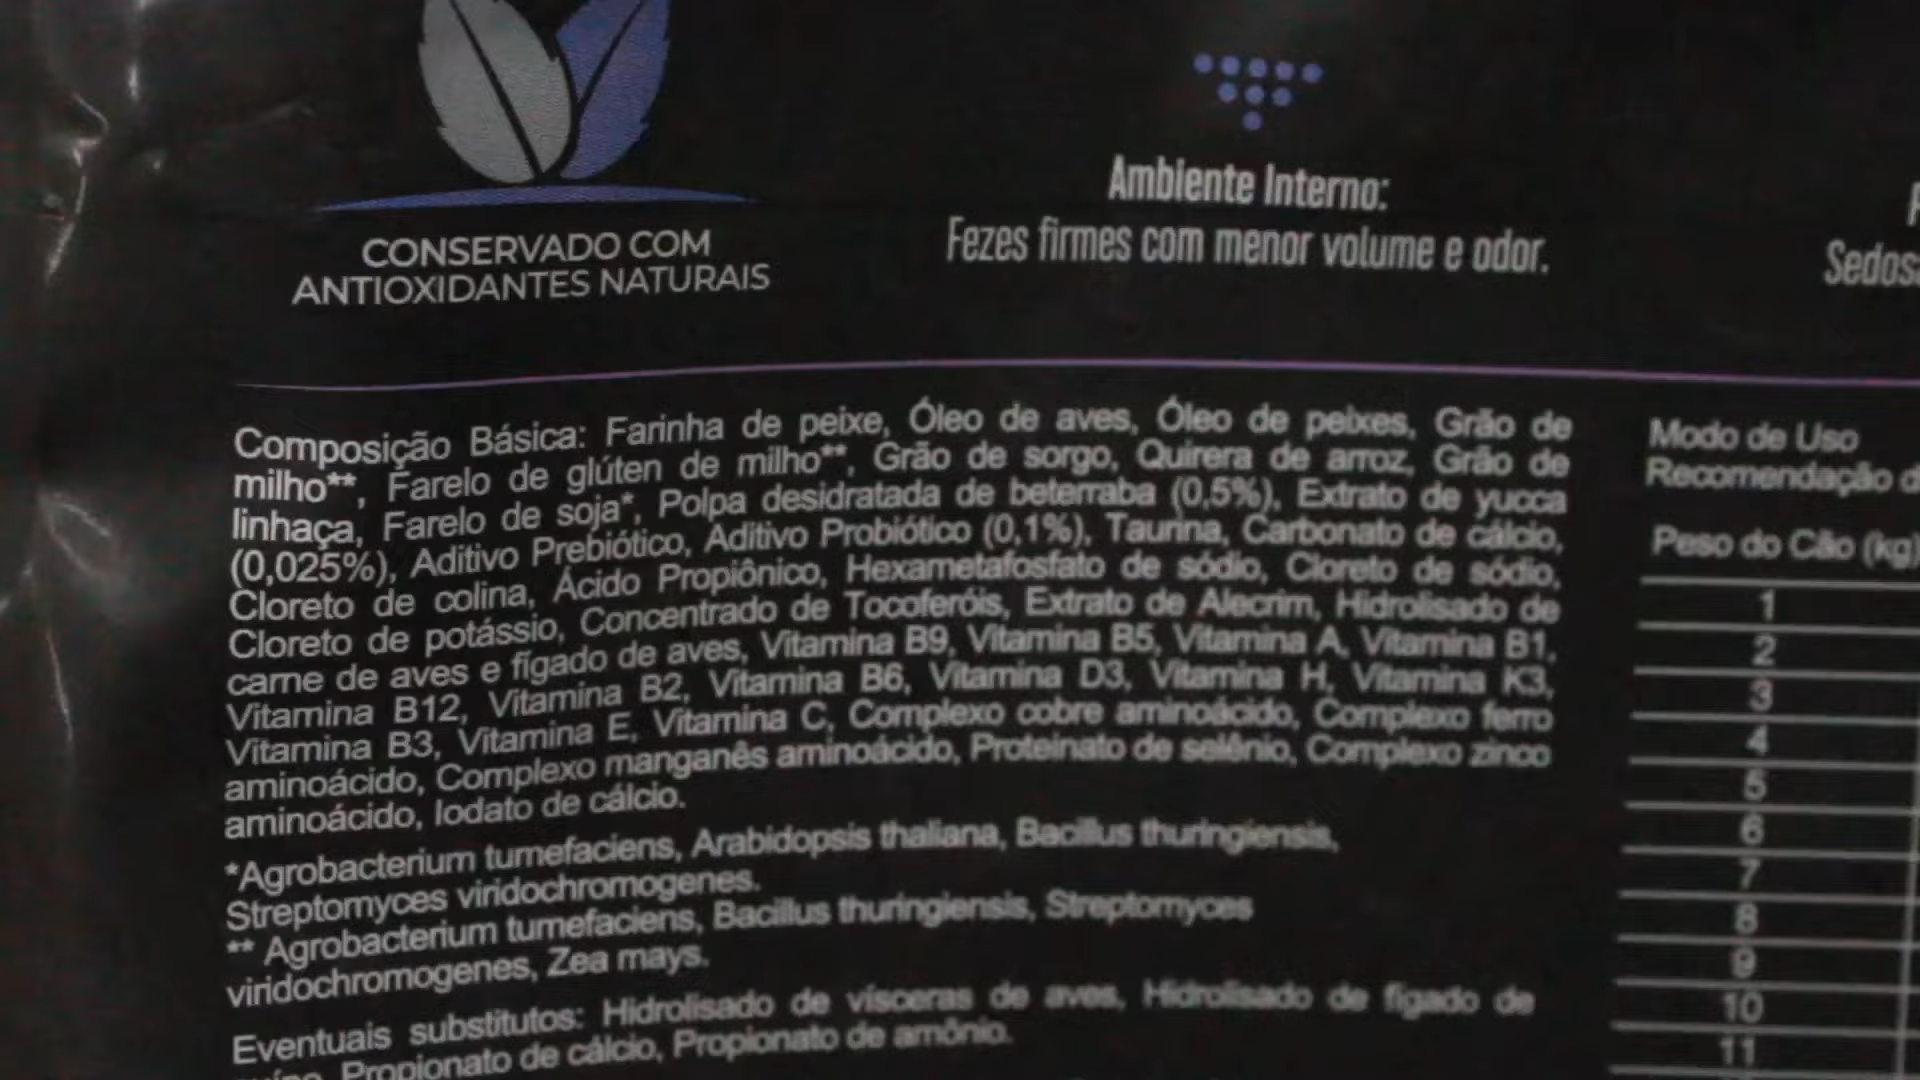 CONSERVADO COM
ANTIOXIDANTES NATURAIS
Ambiente Interno:
Fezes firmes com menor volume e odor.
Composição Básica: Farinha de peixe, Óleo de aves, Óleo de peixes, Grão de
milho**, Farelo de glúten de milho**, Grão de sorgo, Quirera de arroz, Grão de
linhaça, Farelo de soja*, Polpa desidratada de beterraba (0,5%), Extrato de yucca
(0,025%), Aditivo Prebiótico, Aditivo Probiótico (0,1%), Taurina, Carbonato de cálcio,
Cloreto de colina, Ácido Propiônico, Hexametafosfato de sódio, Cloreto de sódio,
Cloreto de potássio, Concentrado de Tocoferóis, Extrato de Alecrim, Hidrolisado de
carne de aves e fígado de aves, Vitamina B9, Vitamina B5, Vitamina A, Vitamina B1,
Vitamina B12, Vitamina B2, Vitamina B6, Vitamina D3, Vitamina H, Vitamina K3,
Vitamina B3, Vitamina E, Vitamina C, Complexo cobre aminoácido, Complexo ferro
aminoácido, Complexo manganês aminoácido, Proteinato de selênio, Complexo zinco
aminoácido, Iodato de cálcio.
*Agrobacterium tumefaciens, Arabidopsis thaliana, Bacillus thuringiensis,
Streptomyces viridochromogenes.
** Agrobacterium tumefaciens, Bacillus thuringiensis, Streptomyces
viridochromogenes, Zea mays.
Eventuais substitutos: Hidrolisado de vísceras de aves, Hidrolisado de fígado de
Propionato de cálcio, Propionato de amônio.
Modo de Uso
Recomendação
Peso do Cão (kg)
1
2
3
4
5
6
7
8
9
10
11